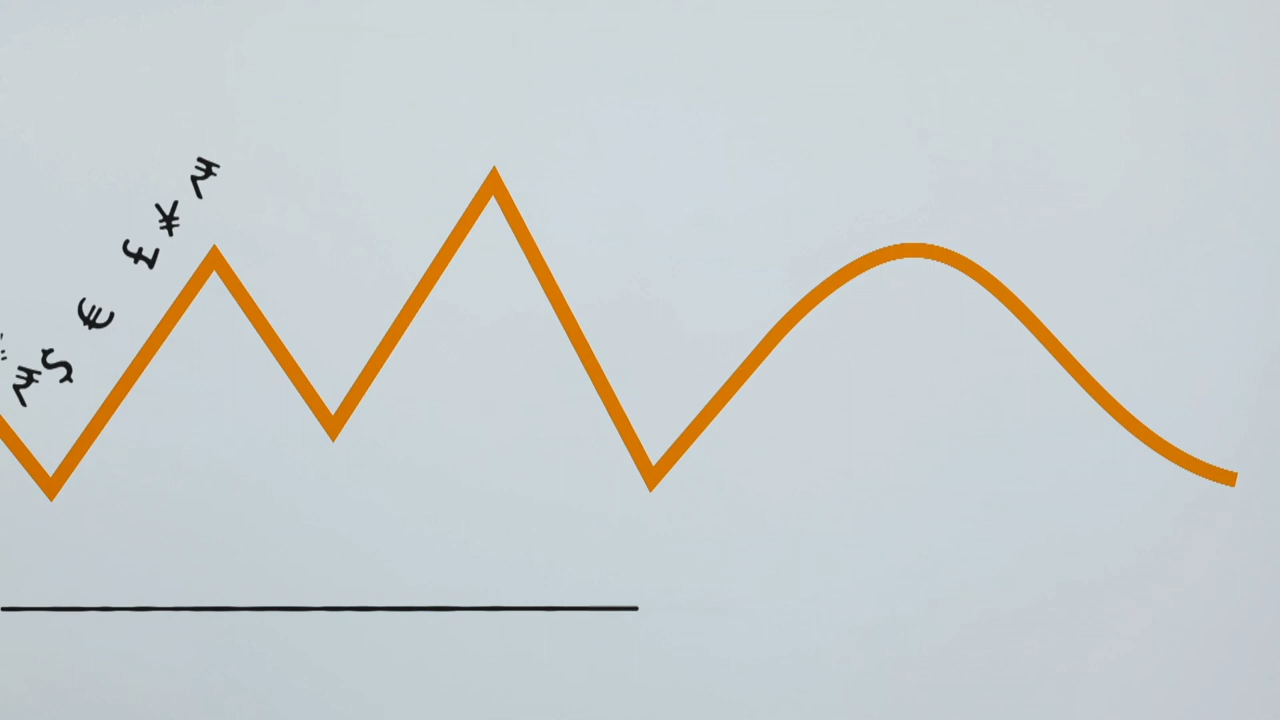 ₹ $ € £ ¥ ₹